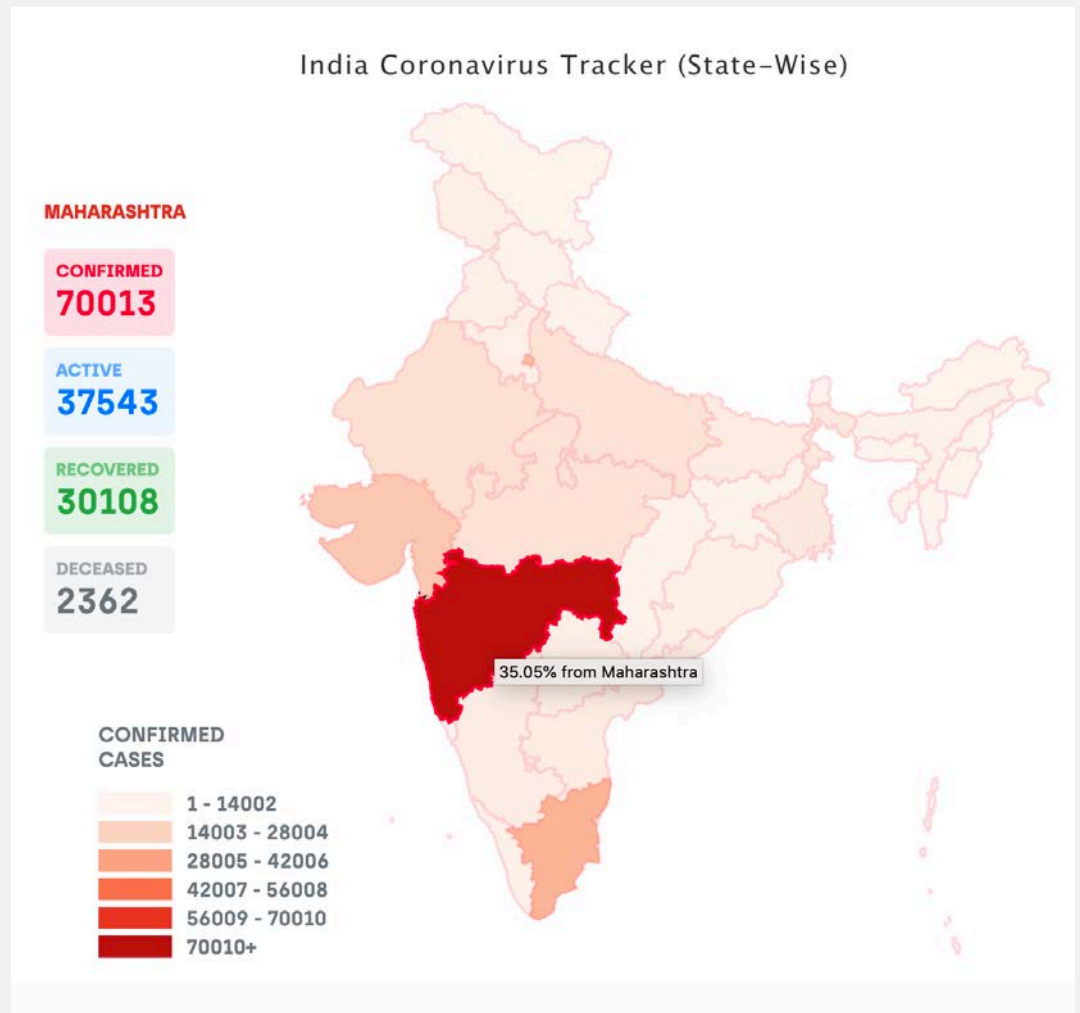 India Coronavirus Tracker (State-Wise)
MAHARASHTRA
CONFIRMED
70013
ACTIVE
37543
RECOVERED
30108
DECEASED
2362
35.05% from Maharashtra
CONFIRMED
CASES
1 - 14002
14003 - 28004
28005 - 42006
42007 - 56008
56009 - 70010
70010+